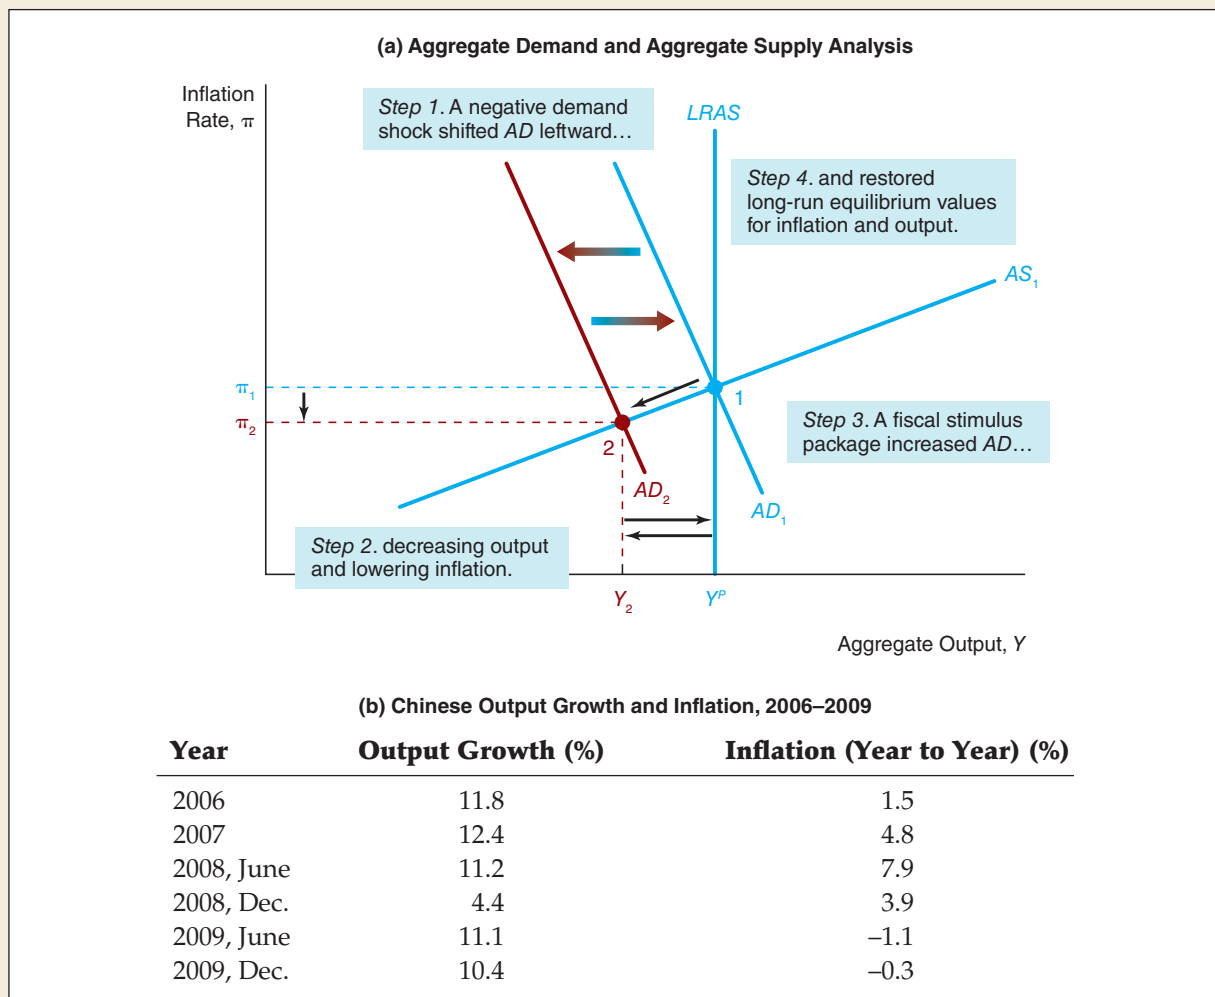 (a) Aggregate Demand and Aggregate Supply Analysis
Inflation
Rate, π
Step 1. A negative demand
shock shifted AD leftward…
LRAS
Step 4. and restored
long-run equilibrium values
for inflation and output.
AS₁
π₁
1
π₂
Step 3. A fiscal stimulus
package increased AD…
2
AD₂
AD₁
Step 2. decreasing output
and lowering inflation.
Y₂
Yᴾ
Aggregate Output, Y
(b) Chinese Output Growth and Inflation, 2006–2009
Year Output Growth (%) Inflation (Year to Year) (%)
2006 11.8 1.5
2007 12.4 4.8
2008, June 11.2 7.9
2008, Dec. 4.4 3.9
2009, June 11.1 –1.1
2009, Dec. 10.4 –0.3